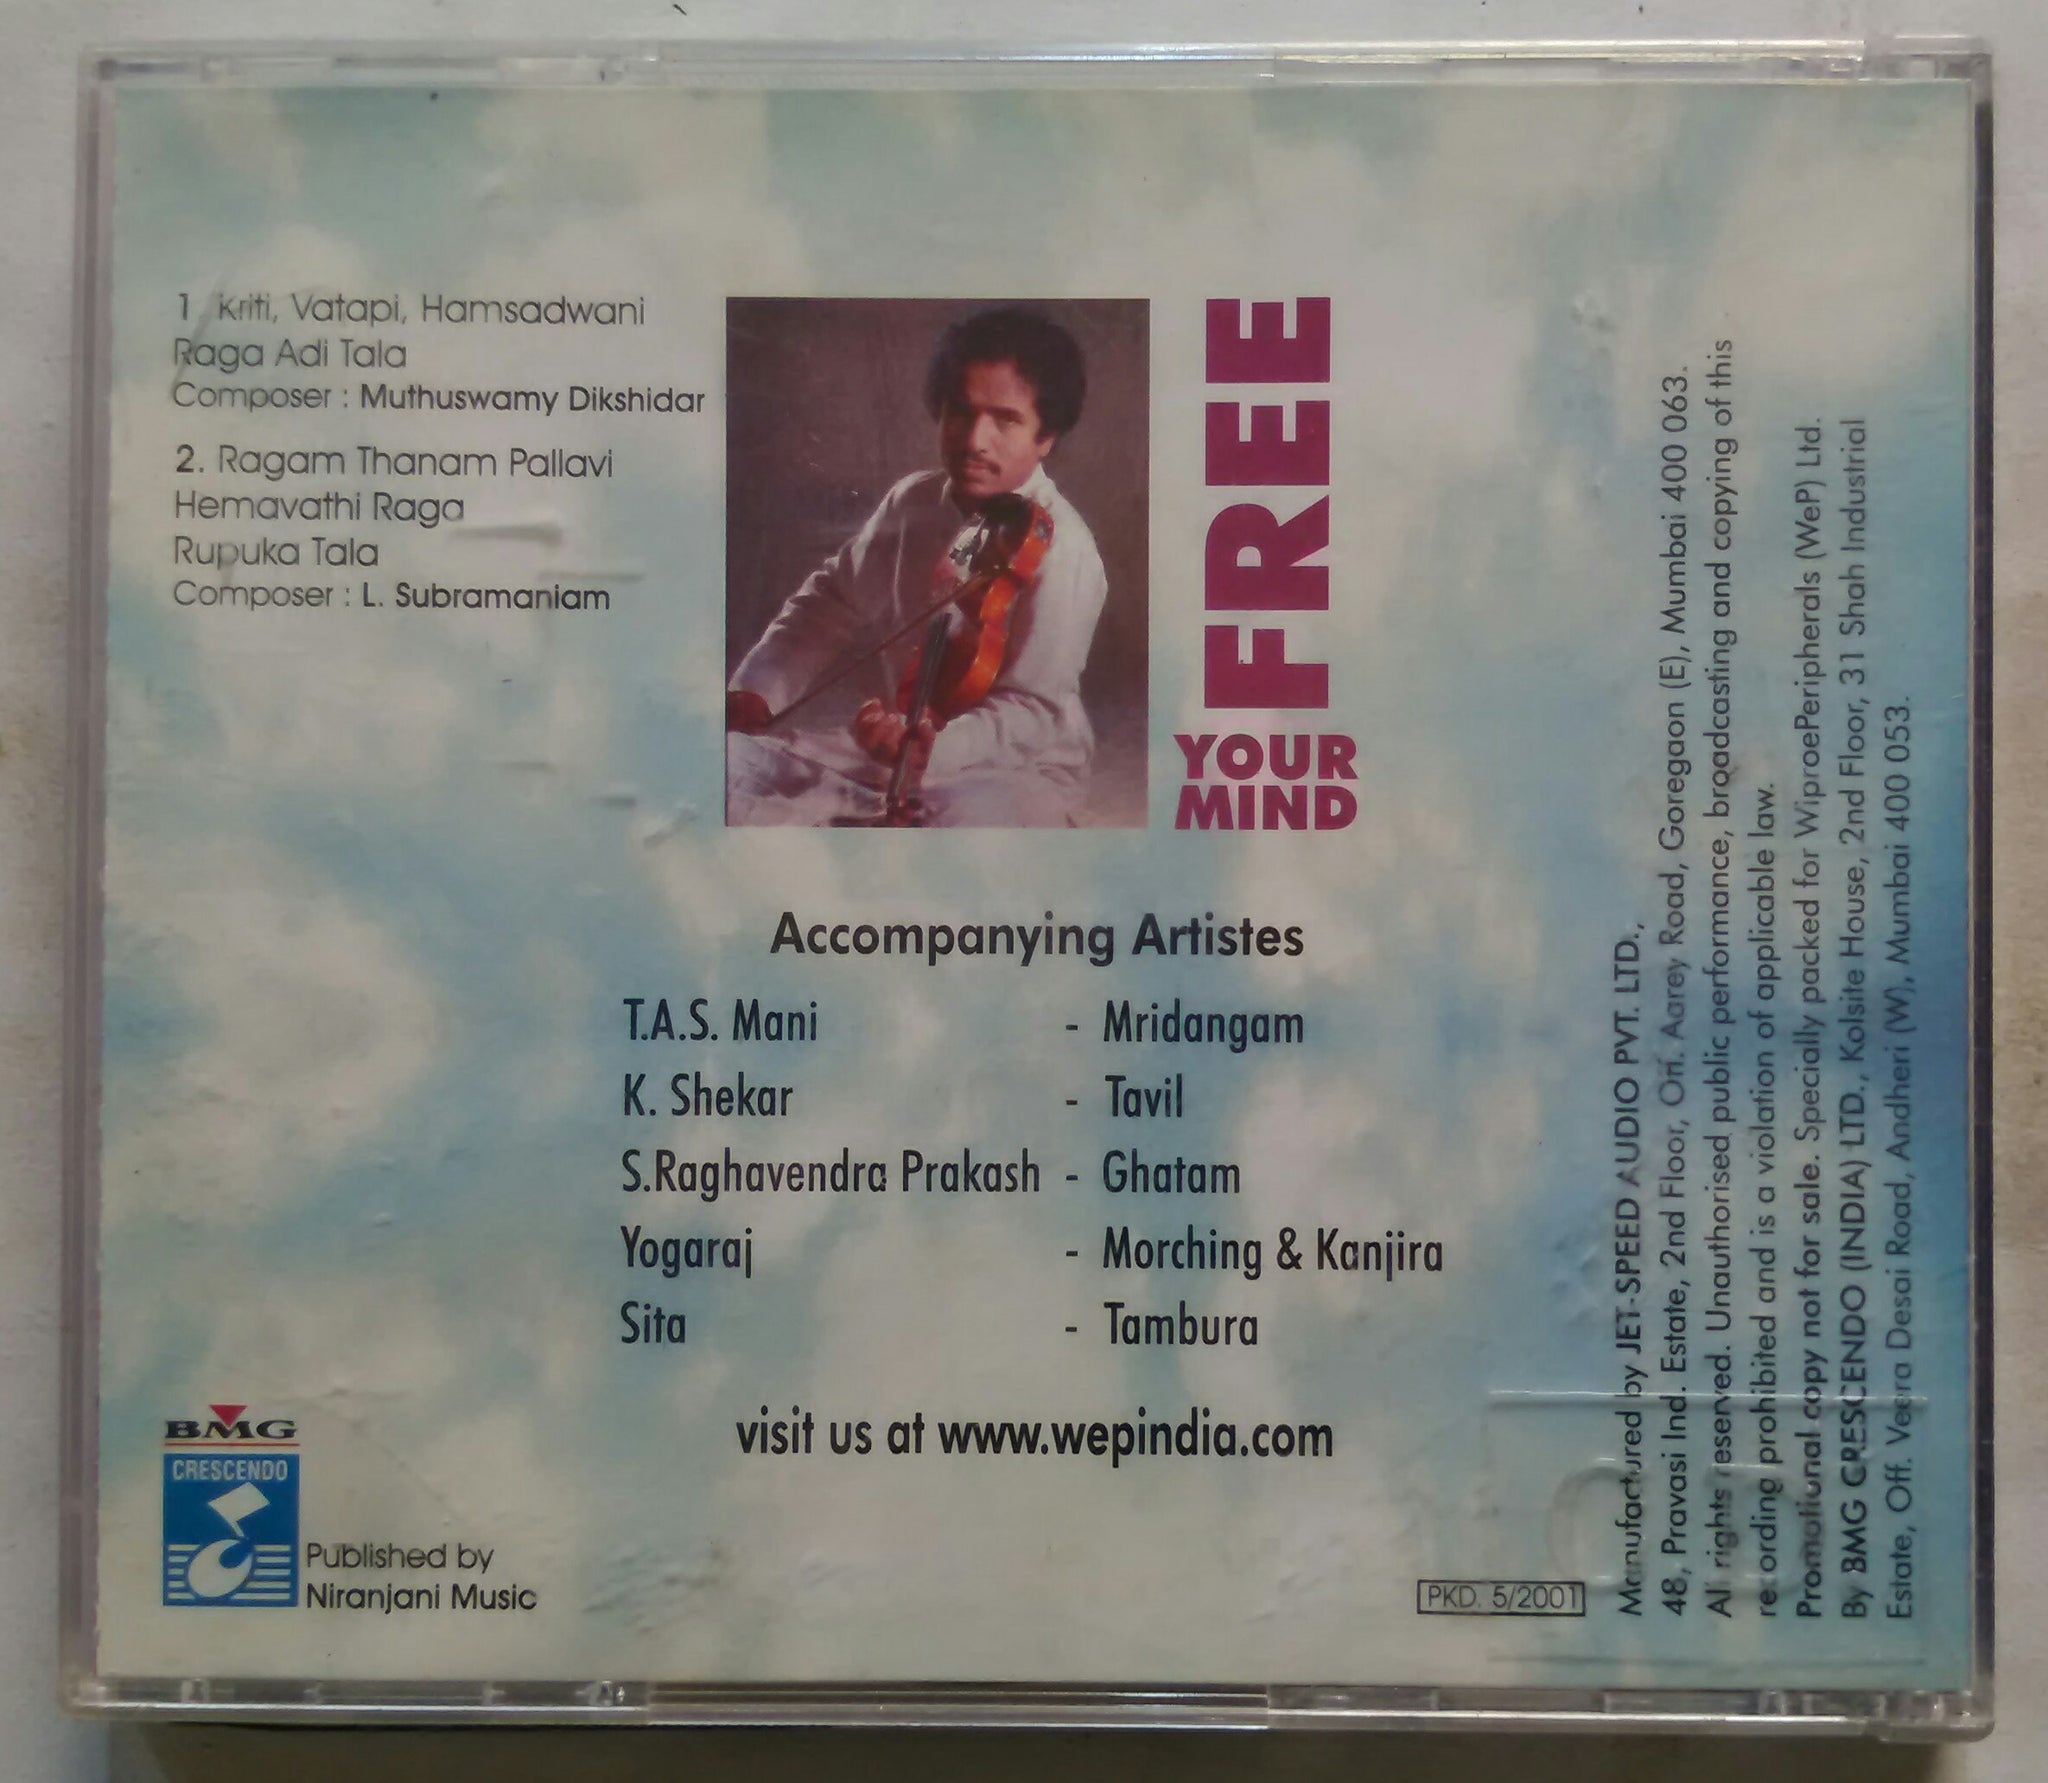 1 Kriti, Vatapi, Hamsadwani
Raga Adi Tala
Composer : Muthuswamy Dikshidar
2. Ragam Thanam Pallavi
Hemavathi Raga
Rupuka Tala
Composer : L. Subramaniam
FREE
YOUR
MIND
Accompanying Artistes
T.A.S. Mani - Mridangam
K. Shekar - Tavil
S.Raghavendra Prakash - Ghatam
Yogaraj - Morching & Kanjira
Sita - Tambura
visit us at www.wepindia.com
BMG
CRESCENDO
Published by
Niranjani Music
PKD. 5/2001
Manufactured by JET-SPEED AUDIO PVT. LTD.,
48, Pravasi Ind. Estate, 2nd Floor, Off. Aarey Road, Goregaon (E), Mumbai 400 063.
All rights reserved. Unauthorised public performance, broadcasting and copying of this
recording prohibited and is a violation of applicable law.
Promotional copy not for sale. Specially packed for WiproePeripherals (WeP) Ltd.
By BMG CRESCENDO (INDIA) LTD., Kolsite House, 2nd Floor, 31 Shah Industrial
Estate, Off. Veera Desai Road, Andheri (W), Mumbai 400 053.